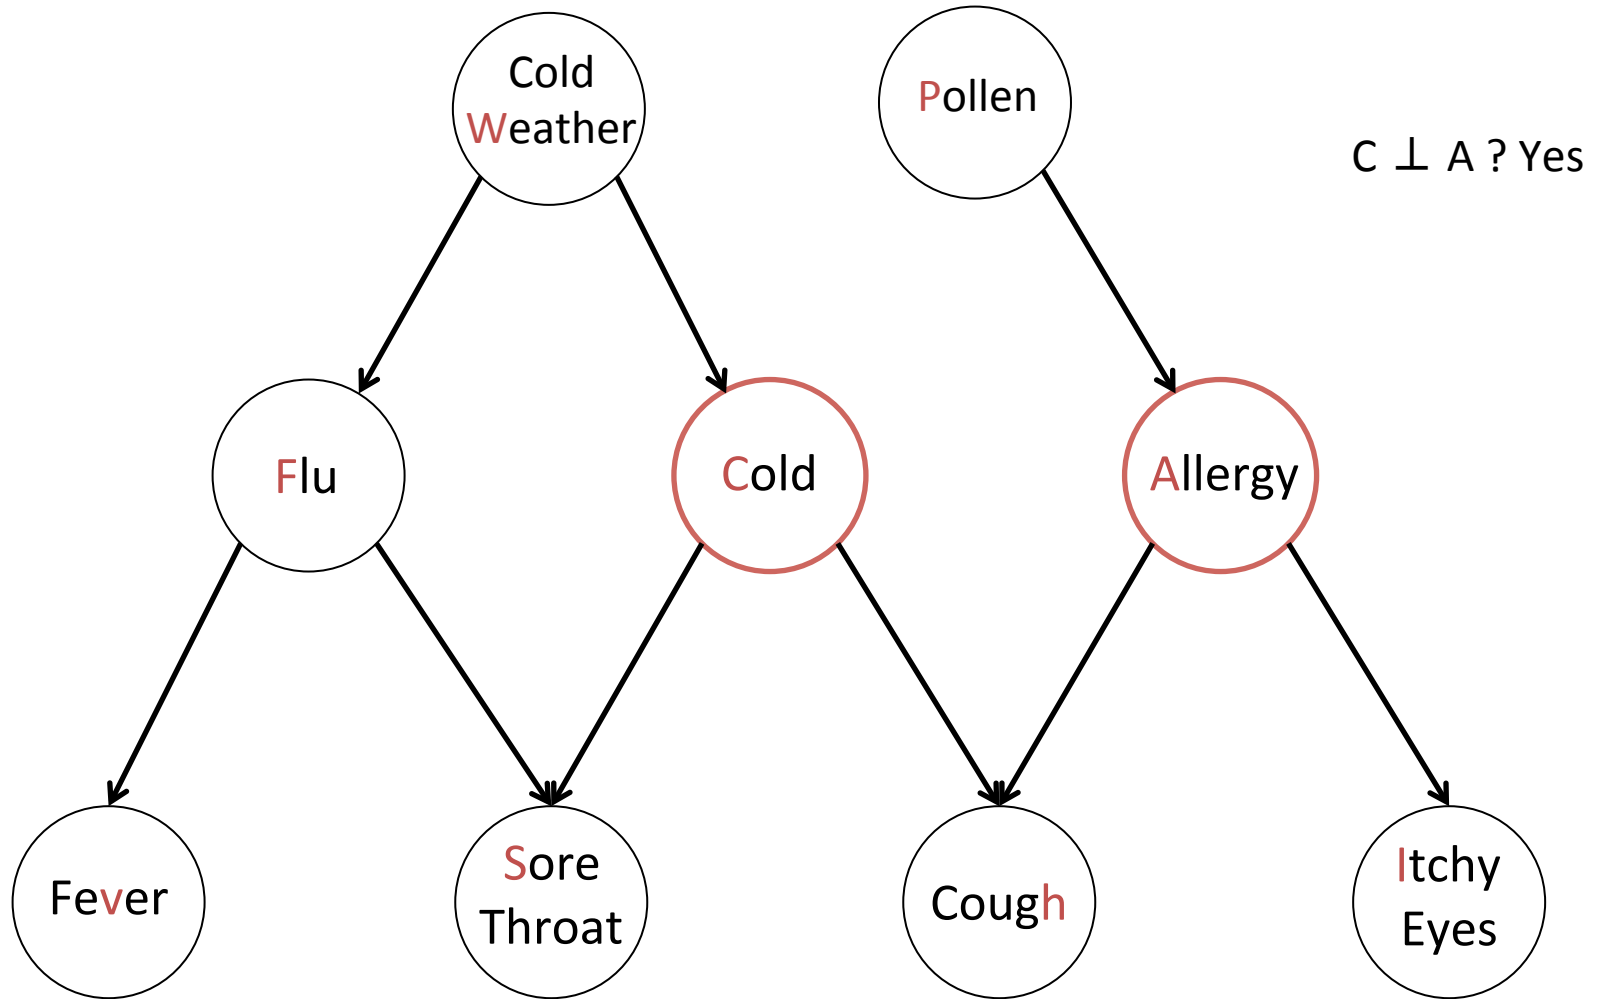 Cold
Weather
Pollen
C ⊥ A ? Yes
Flu
Cold
Allergy
Fever
Sore
Throat
Cough
Itchy
Eyes